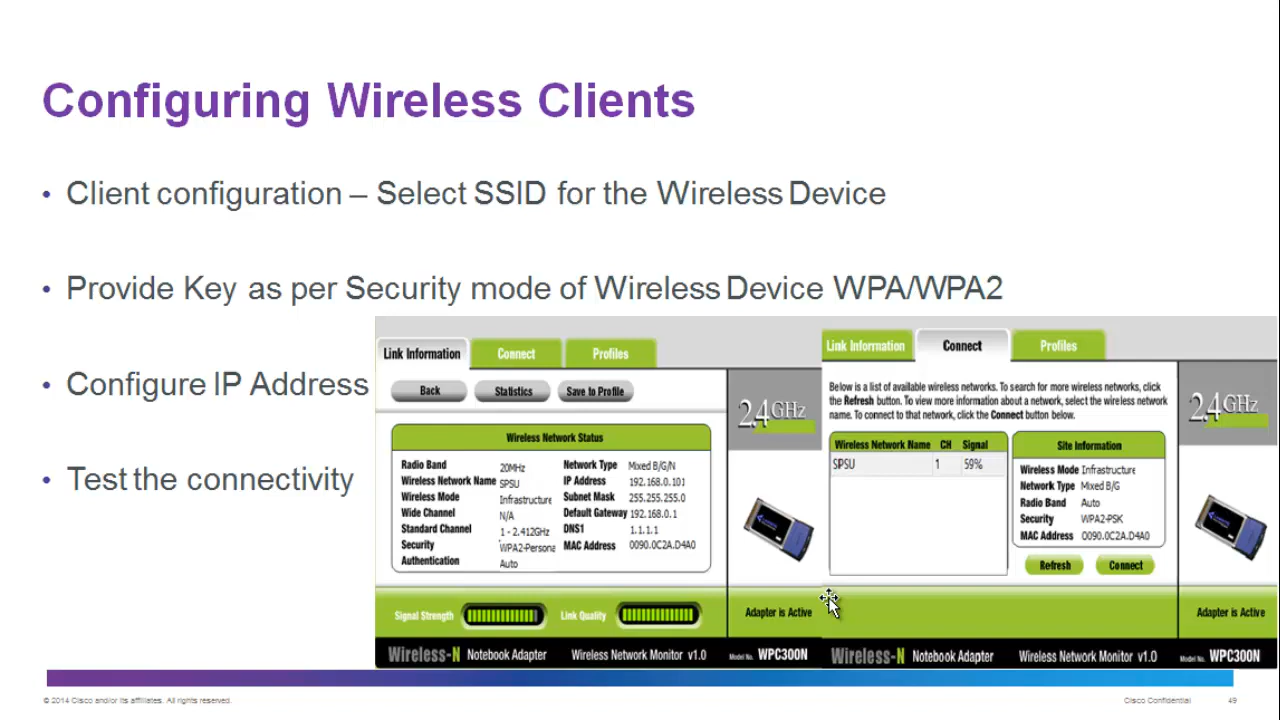 Configuring Wireless Clients
• Client configuration – Select SSID for the Wireless Device
• Provide Key as per Security mode of Wireless Device WPA/WPA2
• Configure IP Address
• Test the connectivity
Link Information Connect Profiles
Back Statistics Save to Profile
Wireless Network Status
Radio Band 20MHz Network Type Mixed B/G/N
Wireless Network Name SPSU IP Address 192.168.0.101
Wireless Mode Infrastructure Subnet Mask 255.255.255.0
Wide Channel N/A Default Gateway 192.168.0.1
Standard Channel 1 - 2.412GHz DNS1 1.1.1.1
Security WPA2-Persona MAC Address 0090.0C2A.D4A0
Authentication Auto
2.4GHz
Signal Strength Link Quality Adapter is Active
Wireless-N Notebook Adapter Wireless Network Monitor v1.0 Model No. WPC300N
Link Information Connect Profiles
Below is a list of available wireless networks. To search for more wireless networks, click
the Refresh button. To view more information about a network, select the wireless network
name. To connect to that network, click the Connect button below.
Wireless Network Name CH Signal
SPSU 1 59%
Site Information
Wireless Mode Infrastructure
Network Type Mixed B/G
Radio Band Auto
Security WPA2-PSK
MAC Address 0090.0C2A.D4A0
Refresh Connect
2.4GHz
Adapter is Active
Wireless-N Notebook Adapter Wireless Network Monitor v1.0 Model No. WPC300N
© 2014 Cisco and/or its affiliates. All rights reserved. Cisco Confidential 49